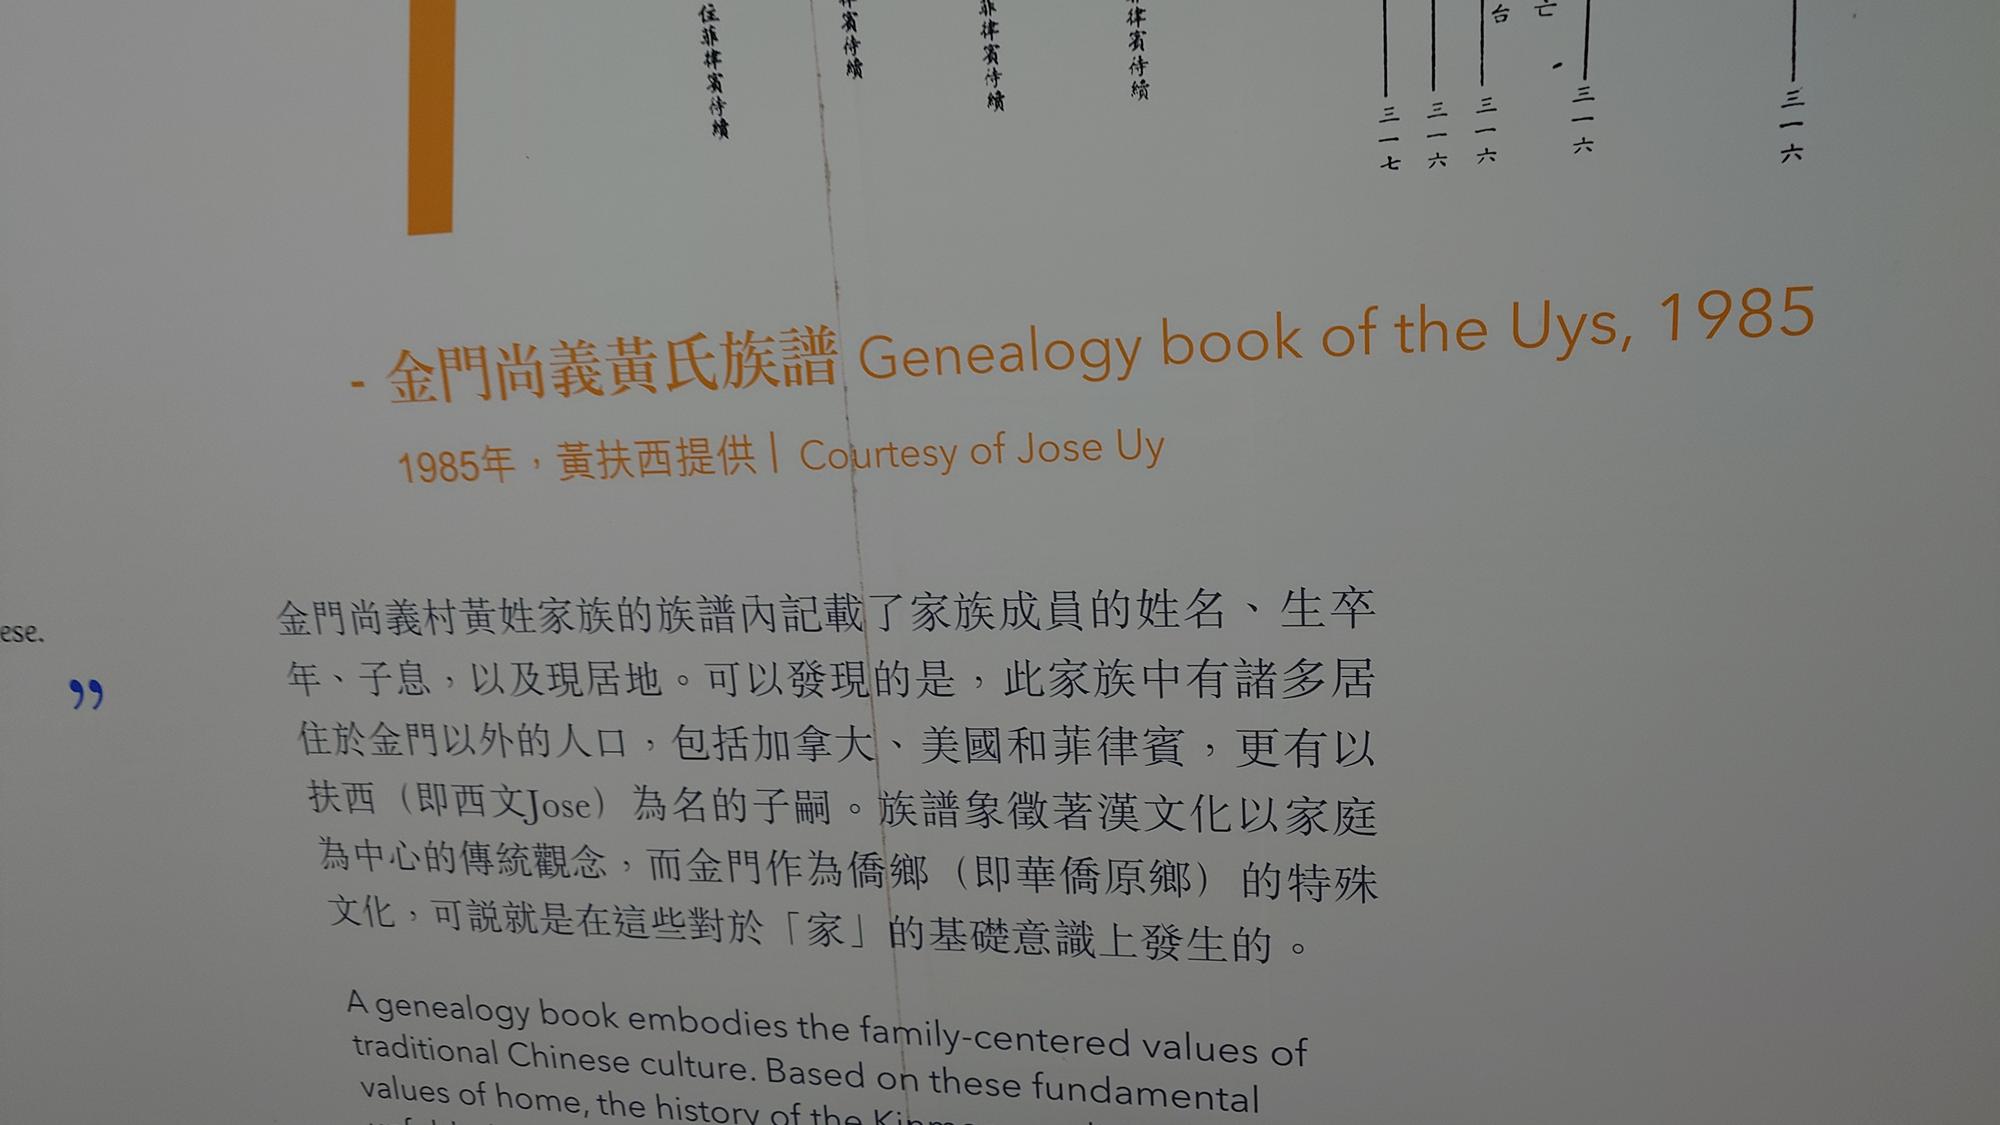 住菲律賓待續
律賓待續
菲律賓待續
菲律賓待續
三一七
三一六
三一六
台
亡
三一六
三一六
- 金門尚義黃氏族譜 Genealogy book of the Uys, 1985
1985年，黃扶西提供 | Courtesy of Jose Uy
金門尚義村黃姓家族的族譜內記載了家族成員的姓名、生卒
年、子息，以及現居地。可以發現的是，此家族中有諸多居
住於金門以外的人口，包括加拿大、美國和菲律賓，更有以
扶西（即西文Jose）為名的子嗣。族譜象徵著漢文化以家庭
為中心的傳統觀念，而金門作為僑鄉（即華僑原鄉）的特殊
文化，可說就是在這些對於「家」的基礎意識上發生的。
ese.
”
A genealogy book embodies the family-centered values of
traditional Chinese culture. Based on these fundamental
values of home, the history of the